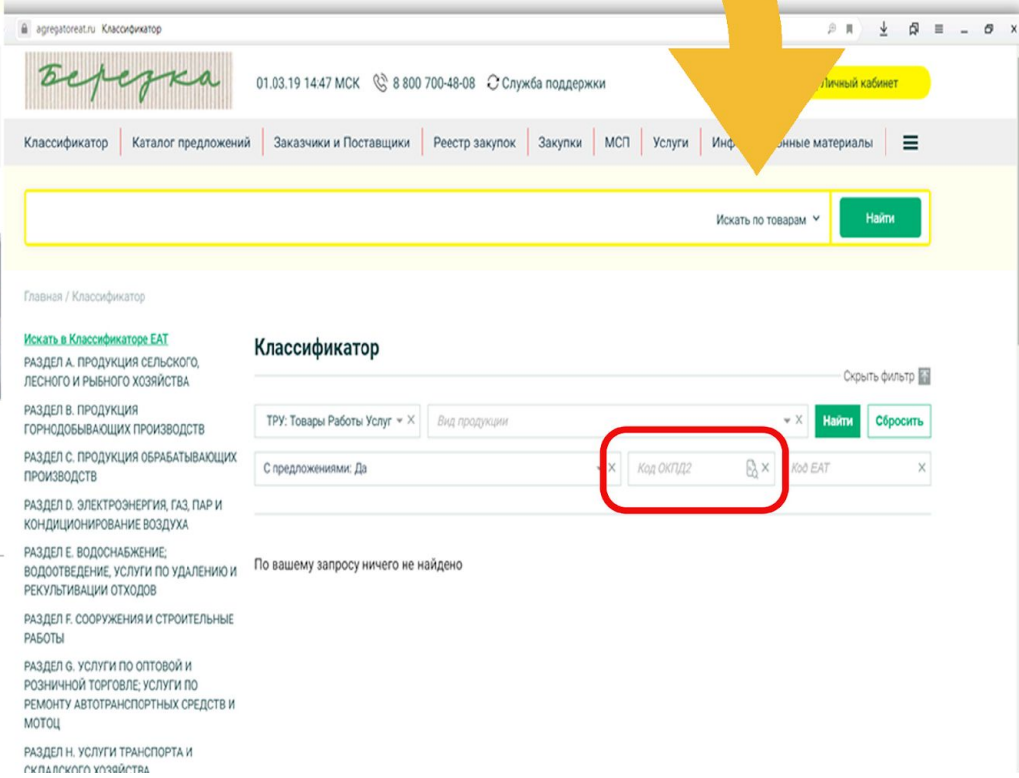 agregatoreat.ru Классификатор
Березка
01.03.19 14:47 МСК 8 800 700-48-08 Служба поддержки
Личный кабинет
Классификатор Каталог предложений Заказчики и Поставщики Реестр закупок Закупки МСП Услуги материалы
Искать по товарам Найти
Главная / Классификатор
Искать в Классификаторе ЕАТ
РАЗДЕЛ A. ПРОДУКЦИЯ СЕЛЬСКОГО,
ЛЕСНОГО И РЫБНОГО ХОЗЯЙСТВА
РАЗДЕЛ B. ПРОДУКЦИЯ
ГОРНОДОБЫВАЮЩИХ ПРОИЗВОДСТВ
РАЗДЕЛ C. ПРОДУКЦИЯ ОБРАБАТЫВАЮЩИХ
ПРОИЗВОДСТВ
РАЗДЕЛ D. ЭЛЕКТРОЭНЕРГИЯ, ГАЗ, ПАР И
КОНДИЦИОНИРОВАНИЕ ВОЗДУХА
РАЗДЕЛ E. ВОДОСНАБЖЕНИЕ;
ВОДООТВЕДЕНИЕ, УСЛУГИ ПО УДАЛЕНИЮ И
РЕКУЛЬТИВАЦИИ ОТХОДОВ
РАЗДЕЛ F. СООРУЖЕНИЯ И СТРОИТЕЛЬНЫЕ
РАБОТЫ
РАЗДЕЛ G. УСЛУГИ ПО ОПТОВОЙ И
РОЗНИЧНОЙ ТОРГОВЛЕ; УСЛУГИ ПО
РЕМОНТУ АВТОТРАНСПОРТНЫХ СРЕДСТВ И
МОТОЦ
РАЗДЕЛ H. УСЛУГИ ТРАНСПОРТА И
СКЛАДСКОГО ХОЗЯЙСТВА
Классификатор
Скрыть фильтр
ТРУ: Товары Работы Услуг Вид продукции Найти Сбросить
С предложениями: Да Код ОКПД2 Код ЕАТ
По вашему запросу ничего не найдено